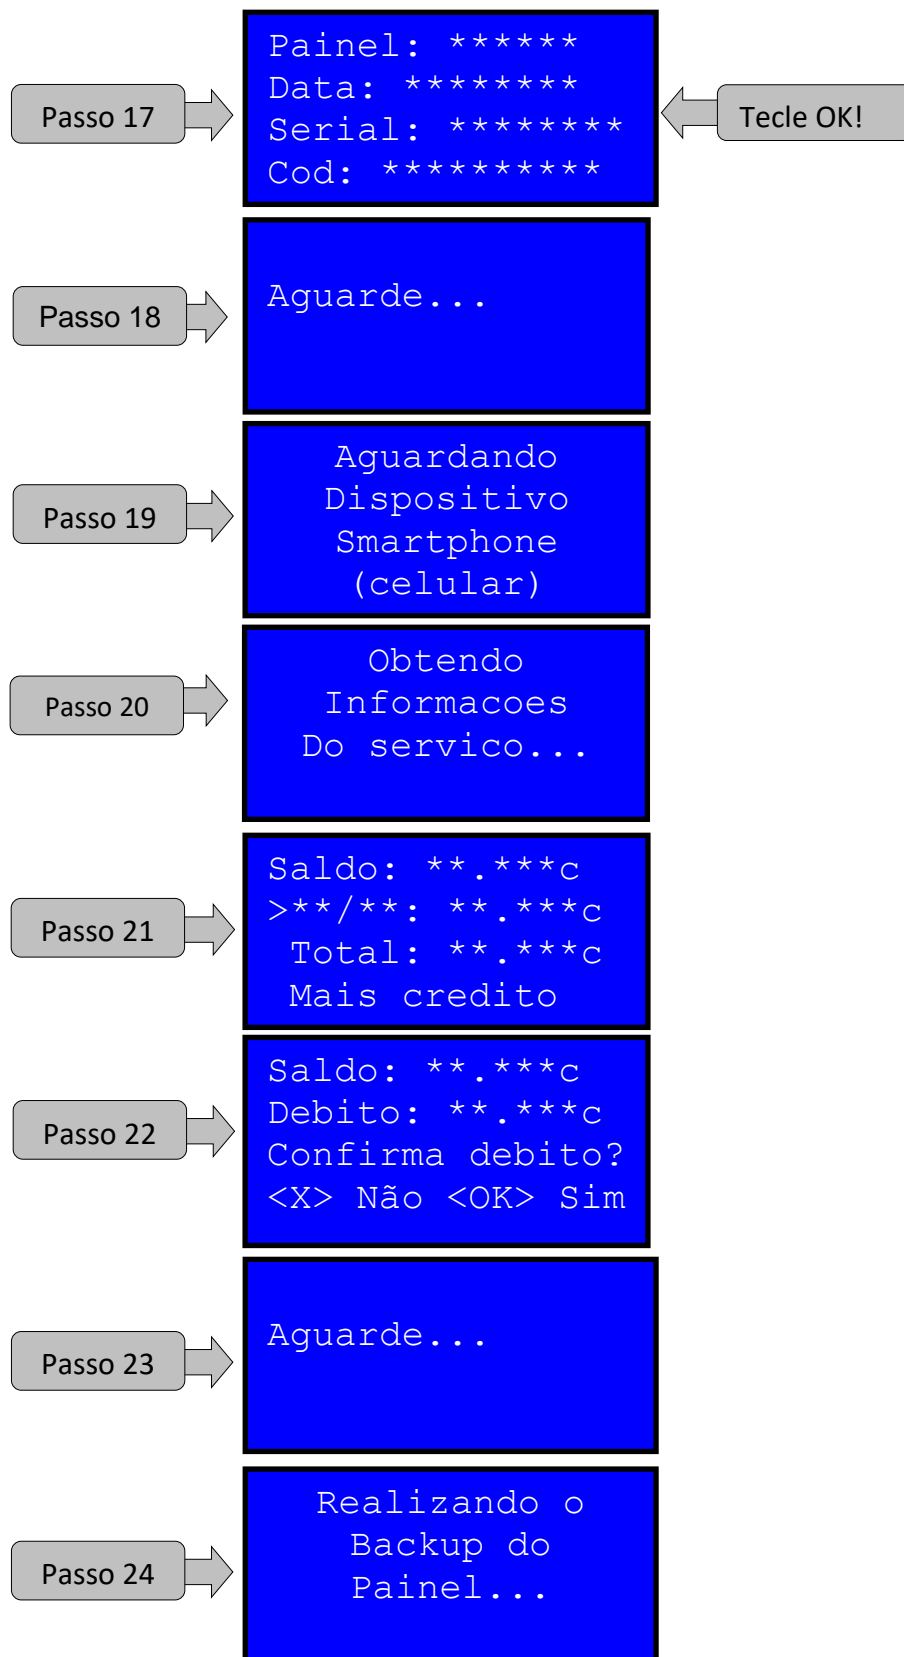 Passo 17
Painel: ******
Data: ********
Serial: ********
Cod: **********
Tecle OK!
Passo 18
Aguarde...
Passo 19
Aguardando
Dispositivo
Smartphone
(celular)
Passo 20
Obtendo
Informacoes
Do servico...
Passo 21
Saldo: **.***c
>**/**: **.***c
Total: **.***c
Mais credito
Passo 22
Saldo: **.***c
Debito: **.***c
Confirma debito?
<X> Não <OK> Sim
Passo 23
Aguarde...
Passo 24
Realizando o
Backup do
Painel...